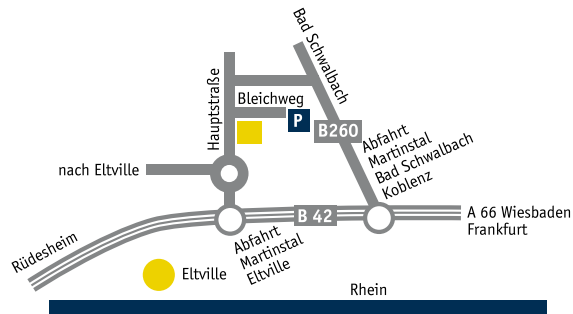 Bad Schwalbach
Hauptstraße
Bleichweg
P
B260
Abfahrt
Martinstal
Bad Schwalbach
Koblenz
nach Eltville
B 42
A 66 Wiesbaden
Frankfurt
Rüdesheim
Abfahrt
Martinstal
Eltville
Eltville
Rhein